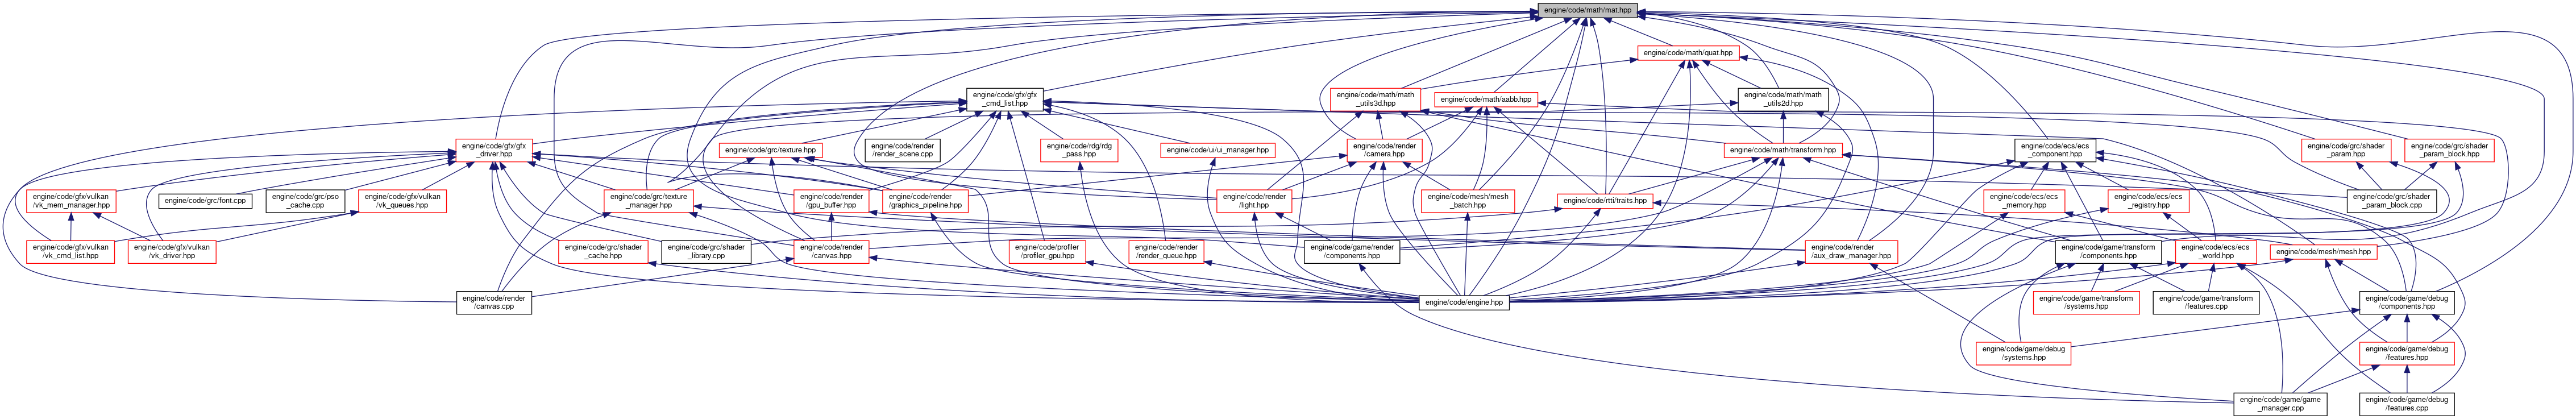 engine/code/math/mat.hpp
engine/code/math/quat.hpp
engine/code/gfx/gfx
_cmd_list.hpp
engine/code/math/math
_utils3d.hpp
engine/code/math/aabb.hpp
engine/code/math/math
_utils2d.hpp
engine/code/gfx/gfx
_driver.hpp
engine/code/grc/texture.hpp
engine/code/render
/render_scene.cpp
engine/code/rdg/rdg
_pass.hpp
engine/code/ui/ui_manager.hpp
engine/code/render
/camera.hpp
engine/code/math/transform.hpp
engine/code/ecs/ecs
_component.hpp
engine/code/grc/shader
_param.hpp
engine/code/grc/shader
_param_block.hpp
engine/code/gfx/vulkan
/vk_mem_manager.hpp
engine/code/grc/font.cpp
engine/code/grc/pso
_cache.cpp
engine/code/gfx/vulkan
/vk_queues.hpp
engine/code/grc/texture
_manager.hpp
engine/code/render
/gpu_buffer.hpp
engine/code/render
/graphics_pipeline.hpp
engine/code/render
/light.hpp
engine/code/mesh/mesh
_batch.hpp
engine/code/rtti/traits.hpp
engine/code/ecs/ecs
_memory.hpp
engine/code/ecs/ecs
_registry.hpp
engine/code/grc/shader
_param_block.cpp
engine/code/gfx/vulkan
/vk_cmd_list.hpp
engine/code/gfx/vulkan
/vk_driver.hpp
engine/code/grc/shader
_cache.hpp
engine/code/grc/shader
_library.cpp
engine/code/render
/canvas.hpp
engine/code/profiler
/profiler_gpu.hpp
engine/code/render
/render_queue.hpp
engine/code/game/render
/components.hpp
engine/code/render
/aux_draw_manager.hpp
engine/code/game/transform
/components.hpp
engine/code/ecs/ecs
_world.hpp
engine/code/mesh/mesh.hpp
engine/code/render
/canvas.cpp
engine/code/engine.hpp
engine/code/game/transform
/systems.hpp
engine/code/game/transform
/features.cpp
engine/code/game/debug
/components.hpp
engine/code/game/debug
/systems.hpp
engine/code/game/debug
/features.hpp
engine/code/game/game
_manager.cpp
engine/code/game/debug
/features.cpp